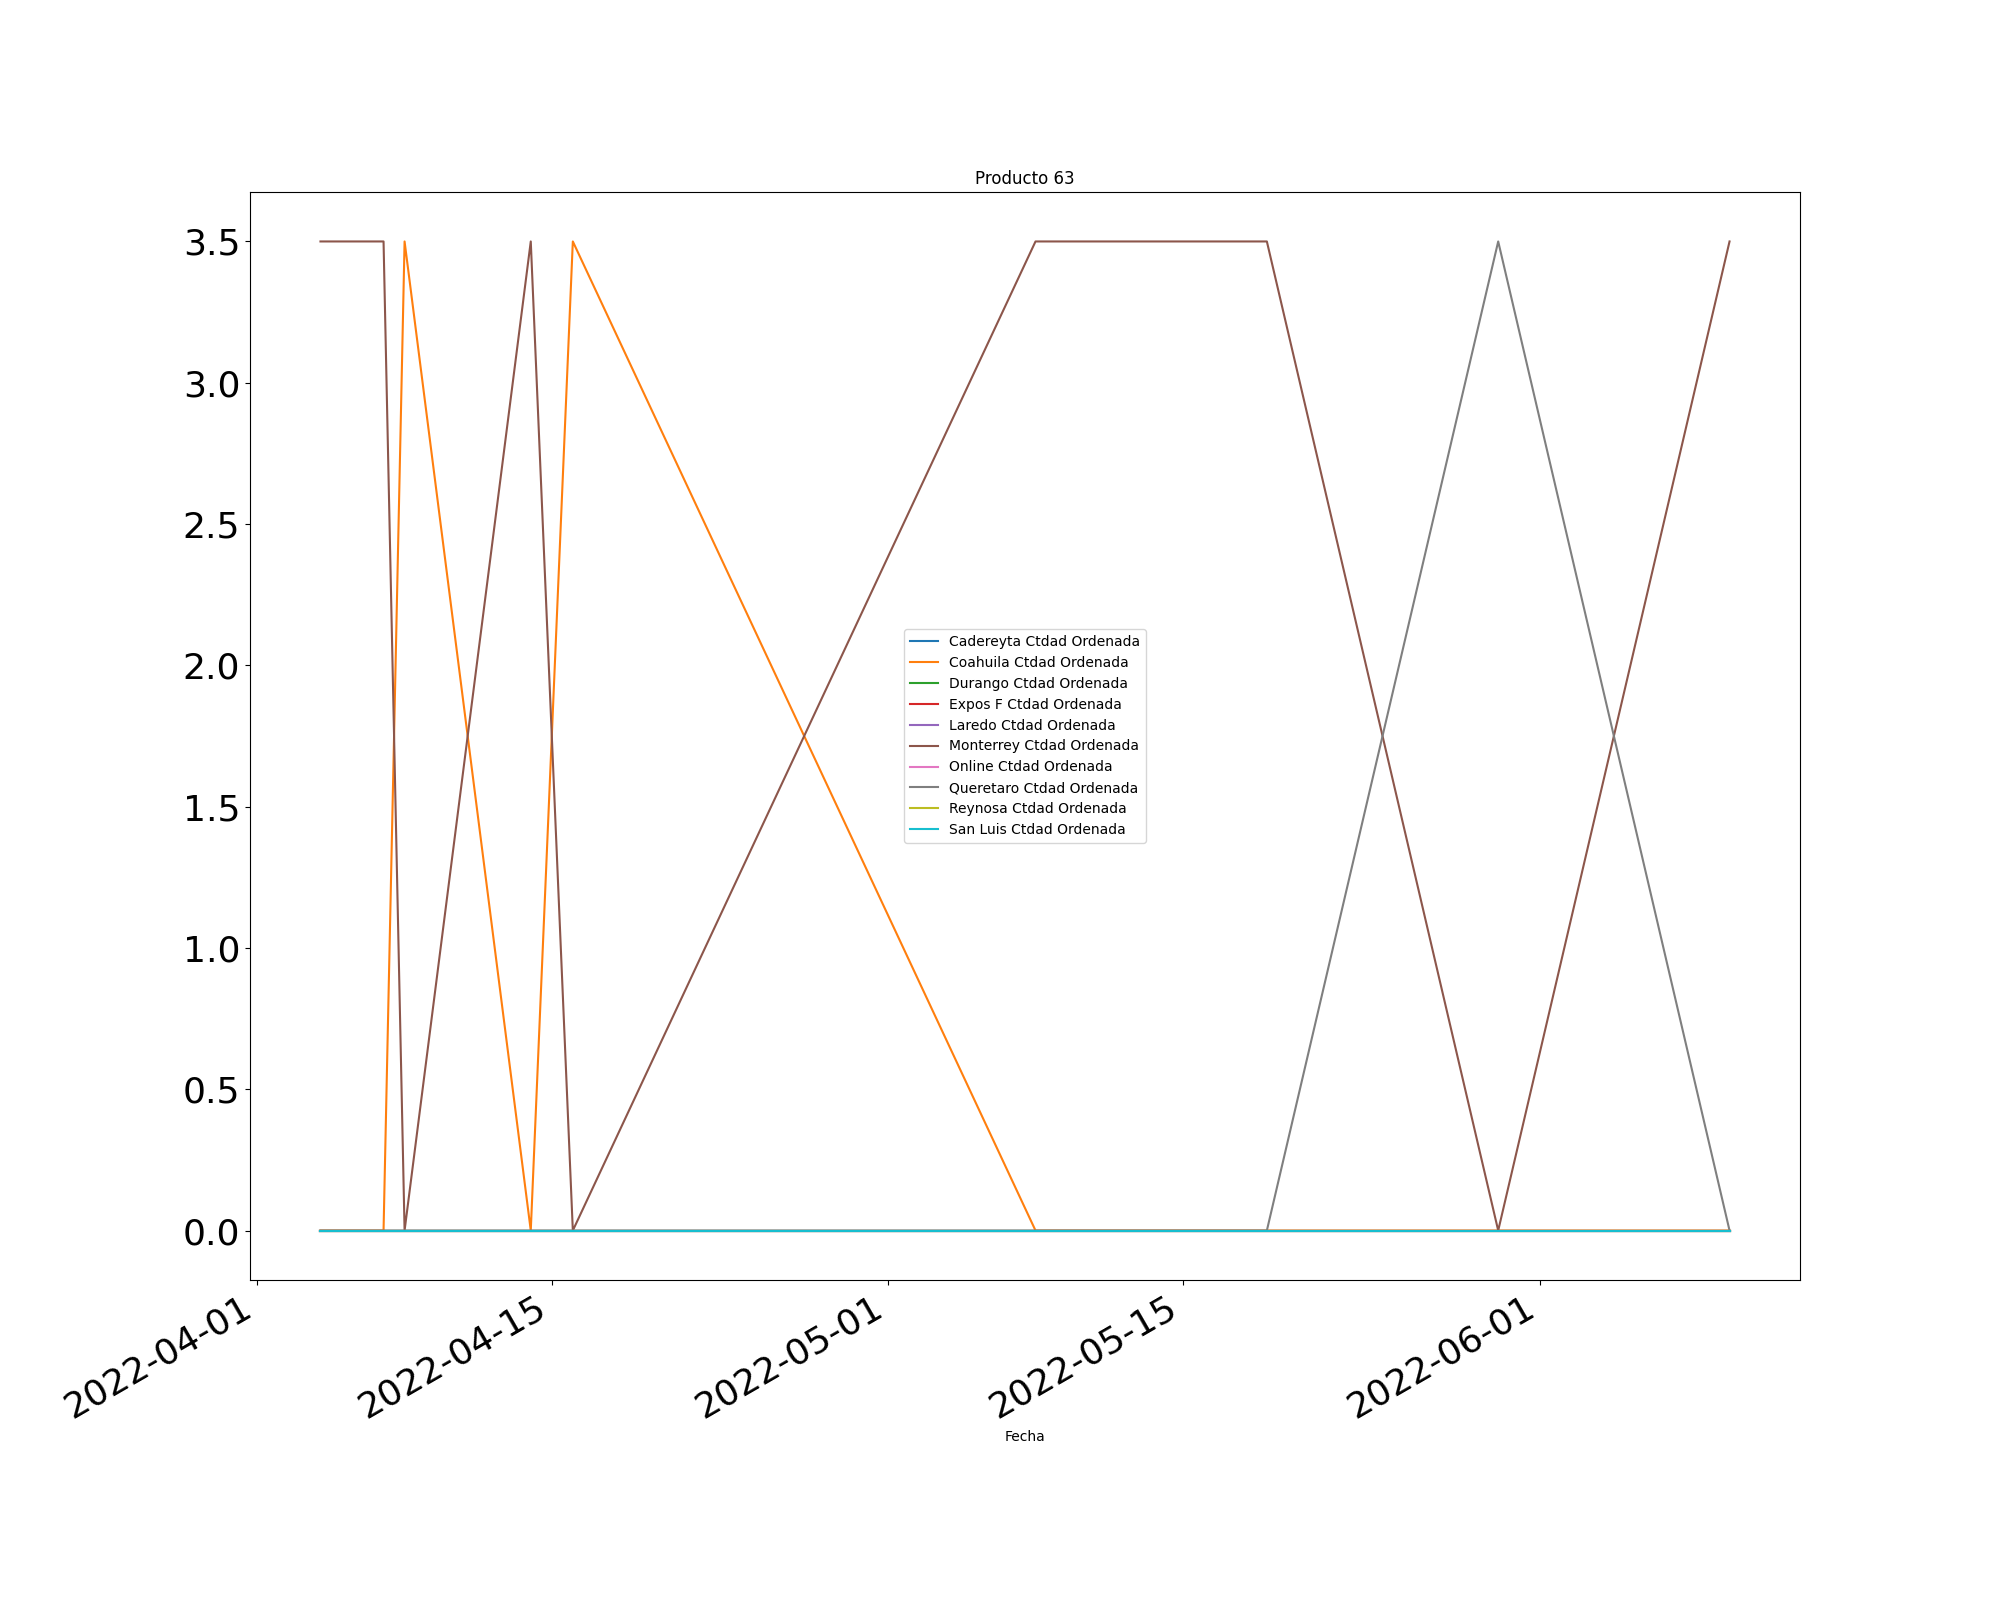 Producto 63
3.5
3.0
2.5
2.0
1.5
1.0
0.5
0.0
Cadereyta Ctdad Ordenada
Coahuila Ctdad Ordenada
Durango Ctdad Ordenada
Expos F Ctdad Ordenada
Laredo Ctdad Ordenada
Monterrey Ctdad Ordenada
Online Ctdad Ordenada
Queretaro Ctdad Ordenada
Reynosa Ctdad Ordenada
San Luis Ctdad Ordenada
2022-04-01
2022-04-15
2022-05-01
2022-05-15
2022-06-01
Fecha